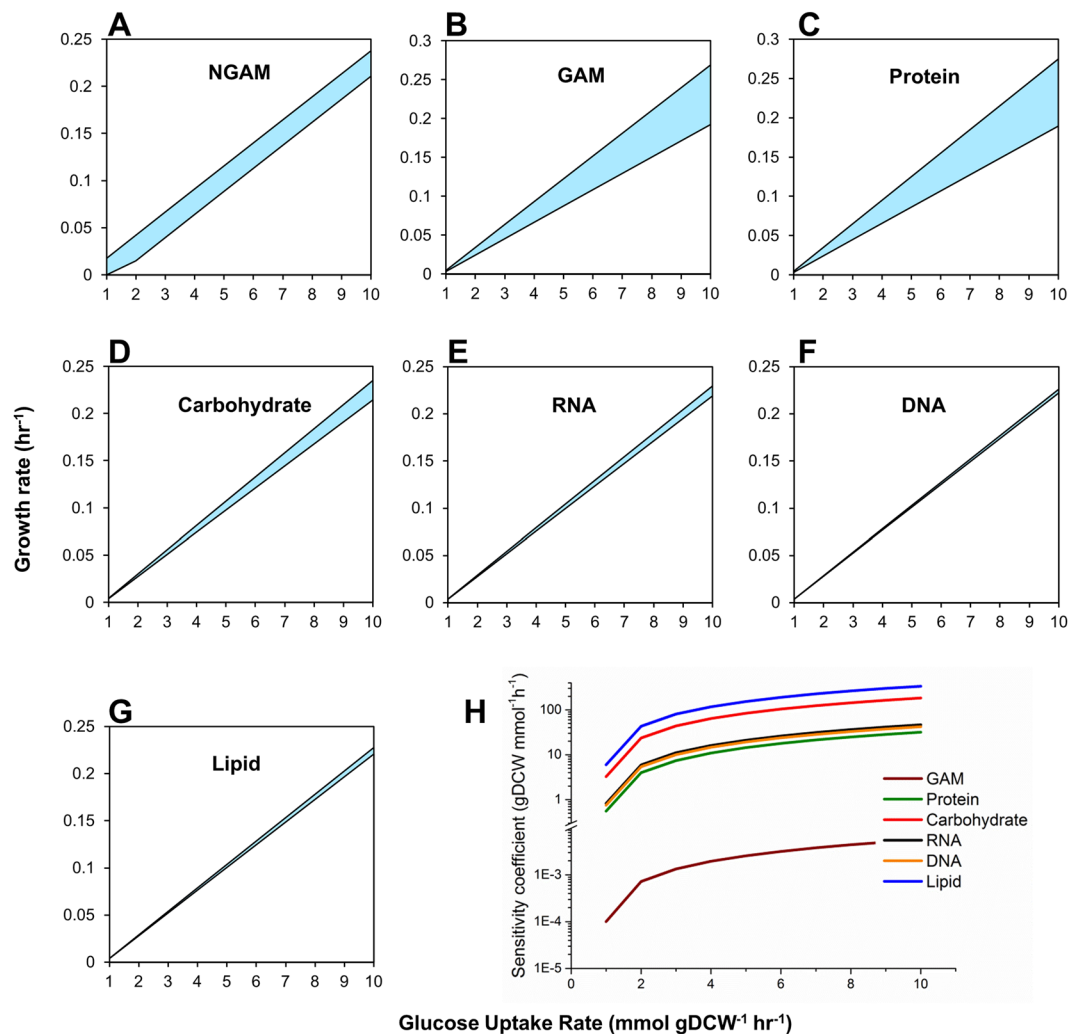 A
NGAM
0.25
0.2
0.15
0.1
0.05
0
1 2 3 4 5 6 7 8 9 10
B
GAM
0.3
0.25
0.2
0.15
0.1
0.05
0
1 2 3 4 5 6 7 8 9 10
C
Protein
0.3
0.25
0.2
0.15
0.1
0.05
0
1 2 3 4 5 6 7 8 9 10
Growth rate (hr⁻¹)
D
Carbohydrate
0.25
0.2
0.15
0.1
0.05
0
1 2 3 4 5 6 7 8 9 10
E
RNA
0.25
0.2
0.15
0.1
0.05
0
1 2 3 4 5 6 7 8 9 10
F
DNA
0.25
0.2
0.15
0.1
0.05
0
1 2 3 4 5 6 7 8 9 10
G
Lipid
0.25
0.2
0.15
0.1
0.05
0
1 2 3 4 5 6 7 8 9 10
H
Sensitivity coefficient (gDCW mmol⁻¹h⁻¹)
100
10
1
1E-3
1E-4
1E-5
0 2 4 6 8 10
GAM
Protein
Carbohydrate
RNA
DNA
Lipid
Glucose Uptake Rate (mmol gDCW⁻¹ hr⁻¹)